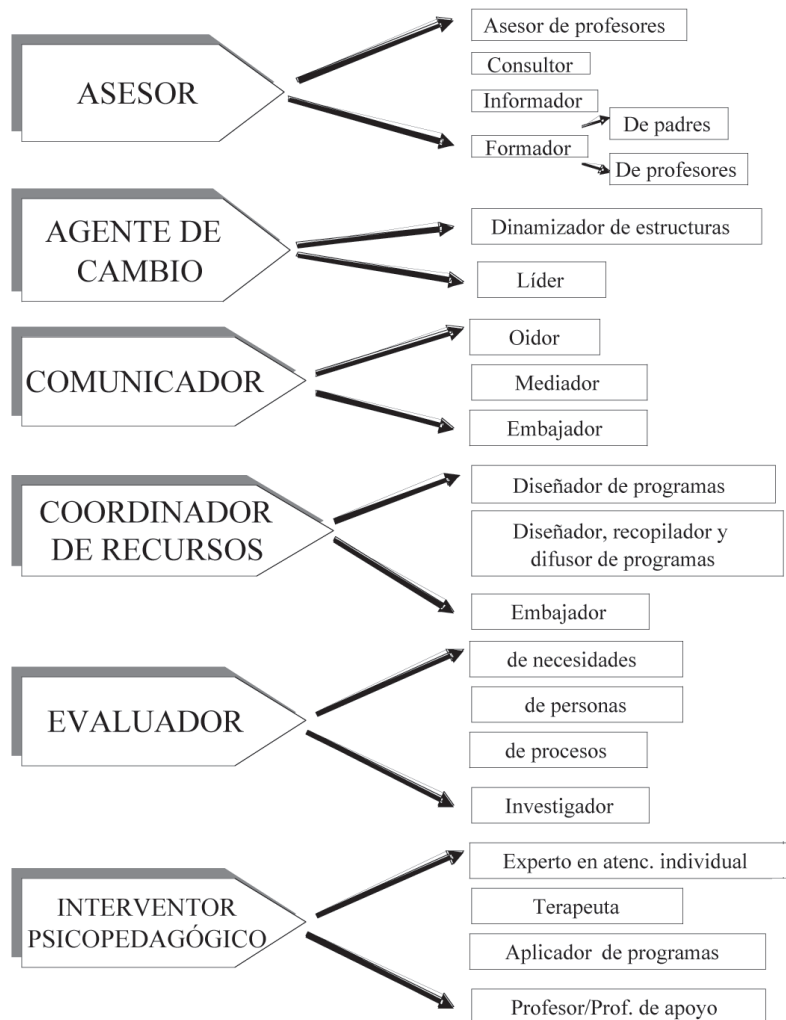 ASESOR
Asesor de profesores
Consultor
Informador
Formador
De padres
De profesores
AGENTE DE
CAMBIO
Dinamizador de estructuras
Líder
COMUNICADOR
Oidor
Mediador
Embajador
COORDINADOR
DE RECURSOS
Diseñador de programas
Diseñador, recopilador y
difusor de programas
Embajador
EVALUADOR
de necesidades
de personas
de procesos
Investigador
INTERVENTOR
PSICOPEDAGÓGICO
Experto en atenc. individual
Terapeuta
Aplicador de programas
Profesor/Prof. de apoyo